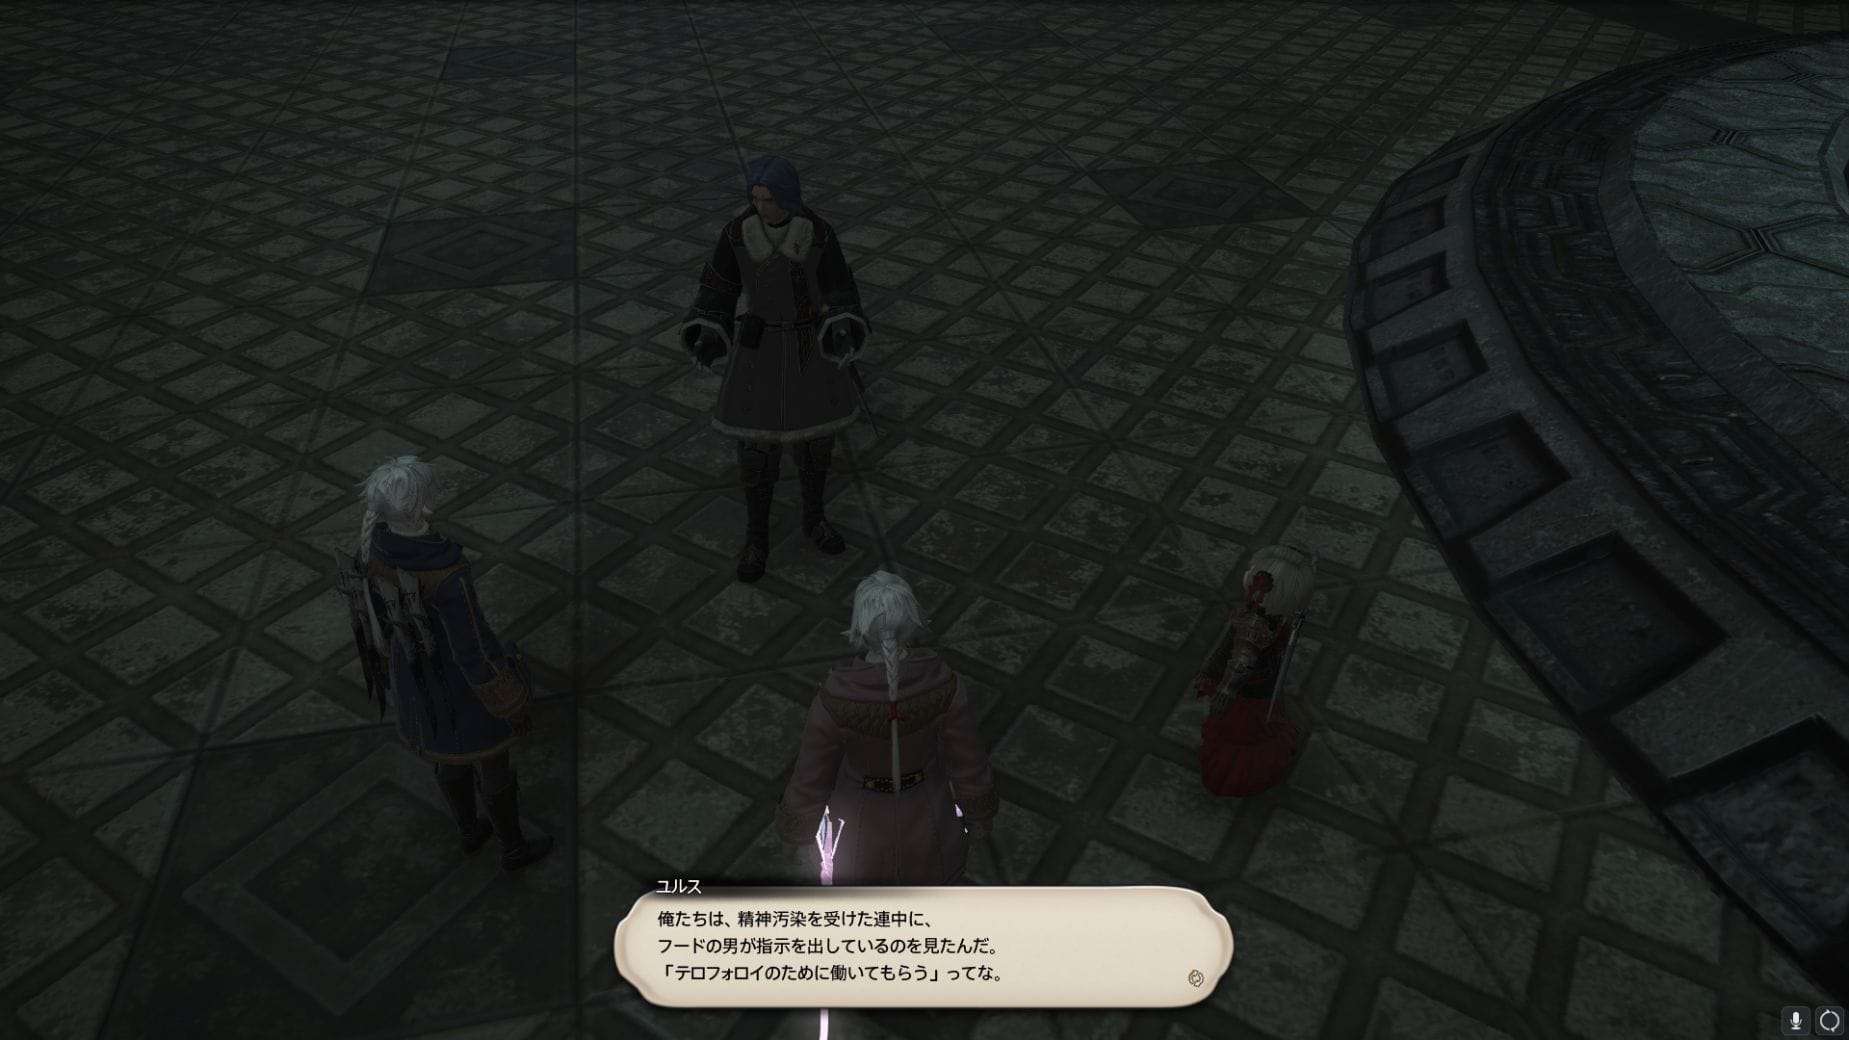 ユルス
俺たちは、精神汚染を受けた連中に、
フードの男が指示を出しているのを見たんだ。
「テロフォロイのために働いてもらう」ってな。